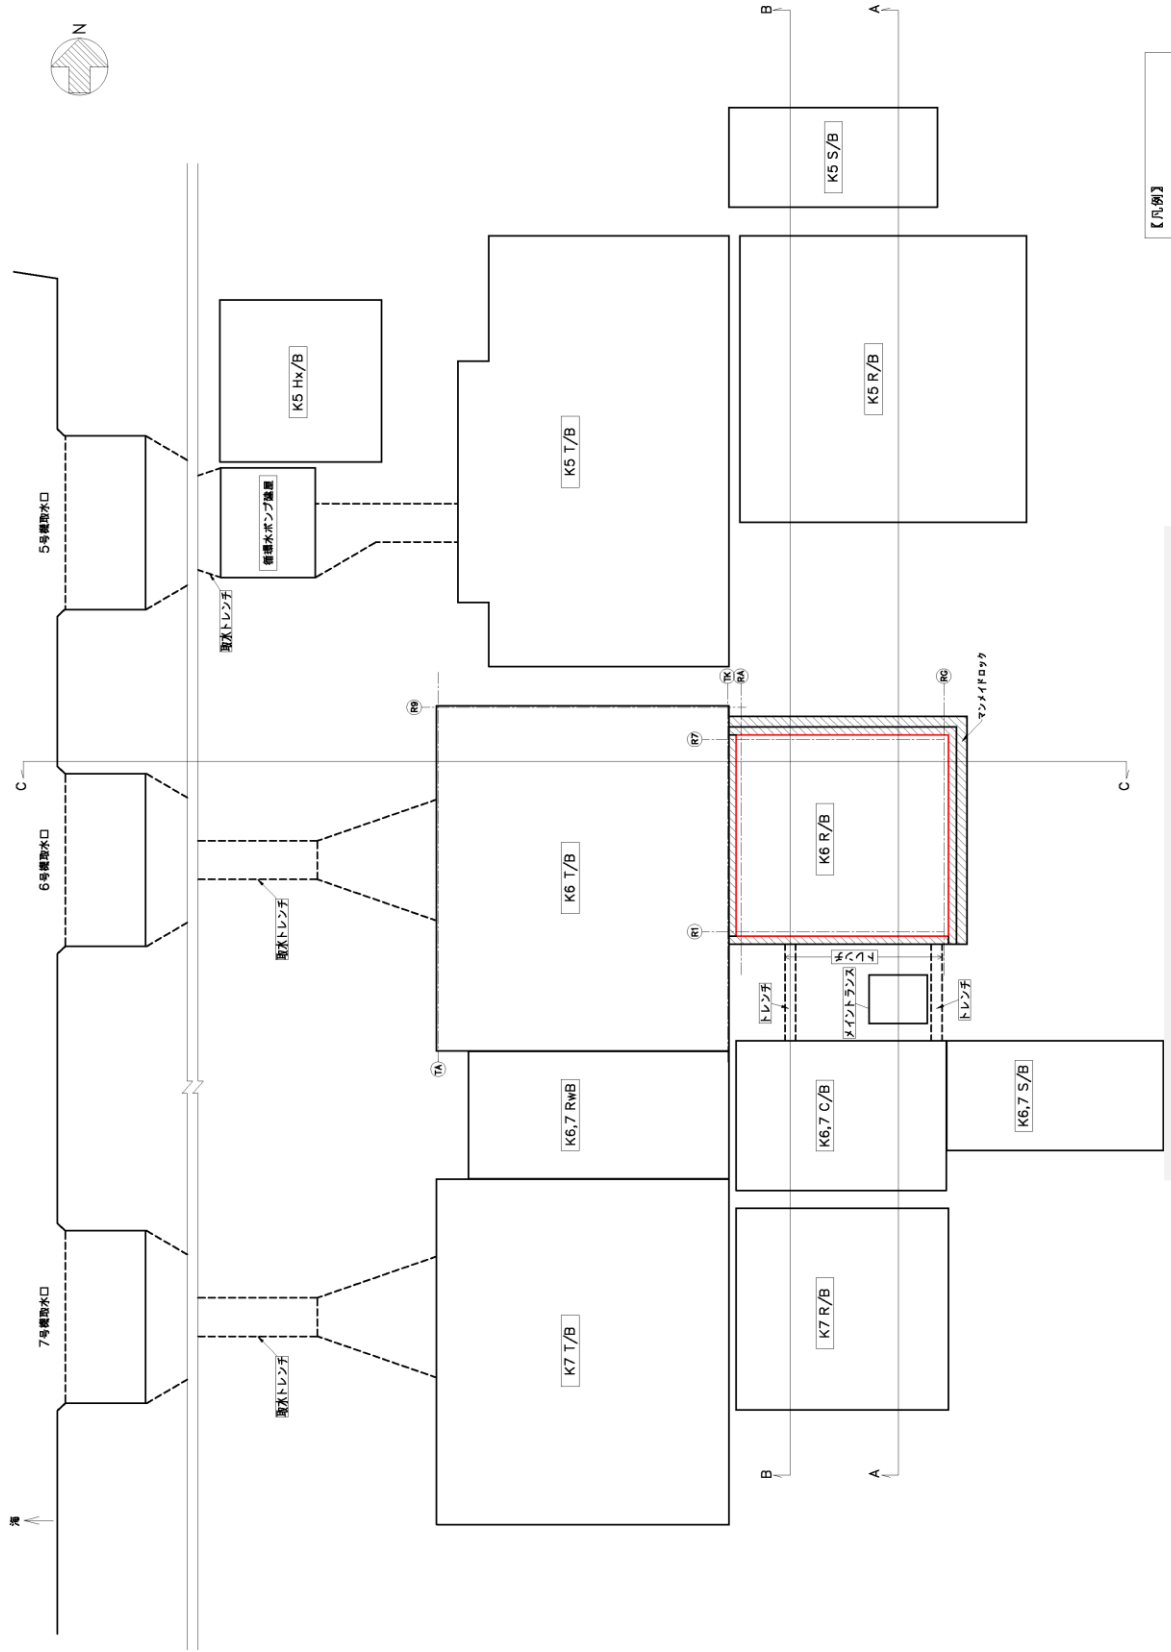 N
B
A
K5 S/B
【凡例】
K5 Hx/B
5号機取水口
循環水ポンプ建屋
取水トレンチ
K5 T/B
K5 R/B
C
6号機取水口
取水トレンチ
R9
TK
RA
RG
R7
マンメイドロック
K6 T/B
K6 R/B
C
R1
トレンチ
トレンチ
メイントランス
トレンチ
TA
K6,7 RwB
K6,7 C/B
K6,7 S/B
7号機取水口
取水トレンチ
K7 T/B
K7 R/B
B
A
海